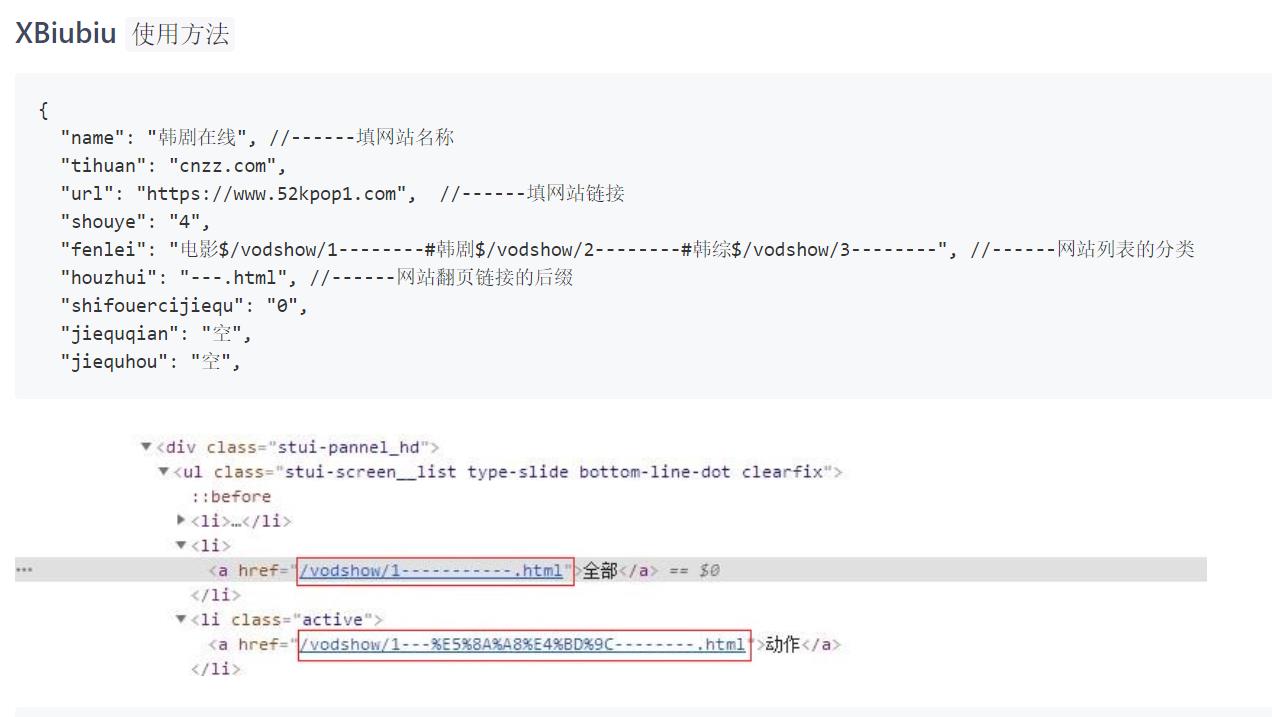 XBiubiu 使用方法
{
"name": "韩剧在线", //------填网站名称
"tihuan": "cnzz.com",
"url": "https://www.52kpop1.com",  //------填网站链接
"shouye": "4",
"fenlei": "电影$/vodshow/1--------#韩剧$/vodshow/2--------#韩综$/vodshow/3--------", //------网站列表的分类
"houzhui": "---.html", //------网站翻页链接的后缀
"shifouercijiequ": "0",
"jiequqian": "空",
"jiequhou": "空",
▼<div class="stui-pannel_hd">
▼<ul class="stui-screen__list type-slide bottom-line-dot clearfix">
::before
▶<li>…</li>
▼<li>
<a href="/vodshow/1-----------.html">全部</a> == $0
</li>
▼<li class="active">
<a href="/vodshow/1---%E5%8A%A8%E4%BD%9C--------.html">动作</a>
</li>